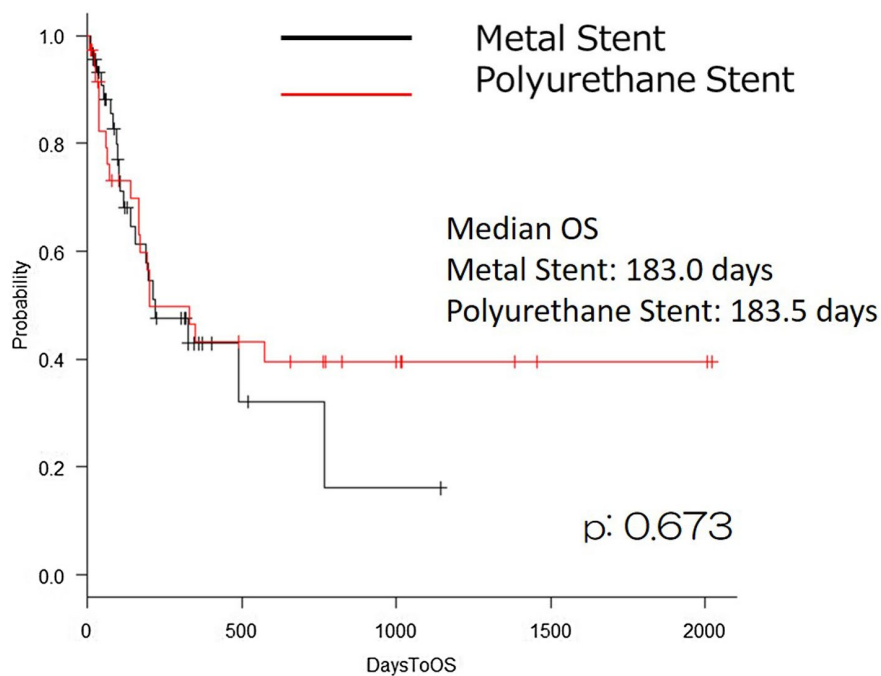 Metal Stent
Polyurethane Stent
Median OS
Metal Stent: 183.0 days
Polyurethane Stent: 183.5 days
p: 0.673
Probability
1.0
0.8
0.6
0.4
0.2
0.0
0 500 1000 1500 2000
DaysToOS